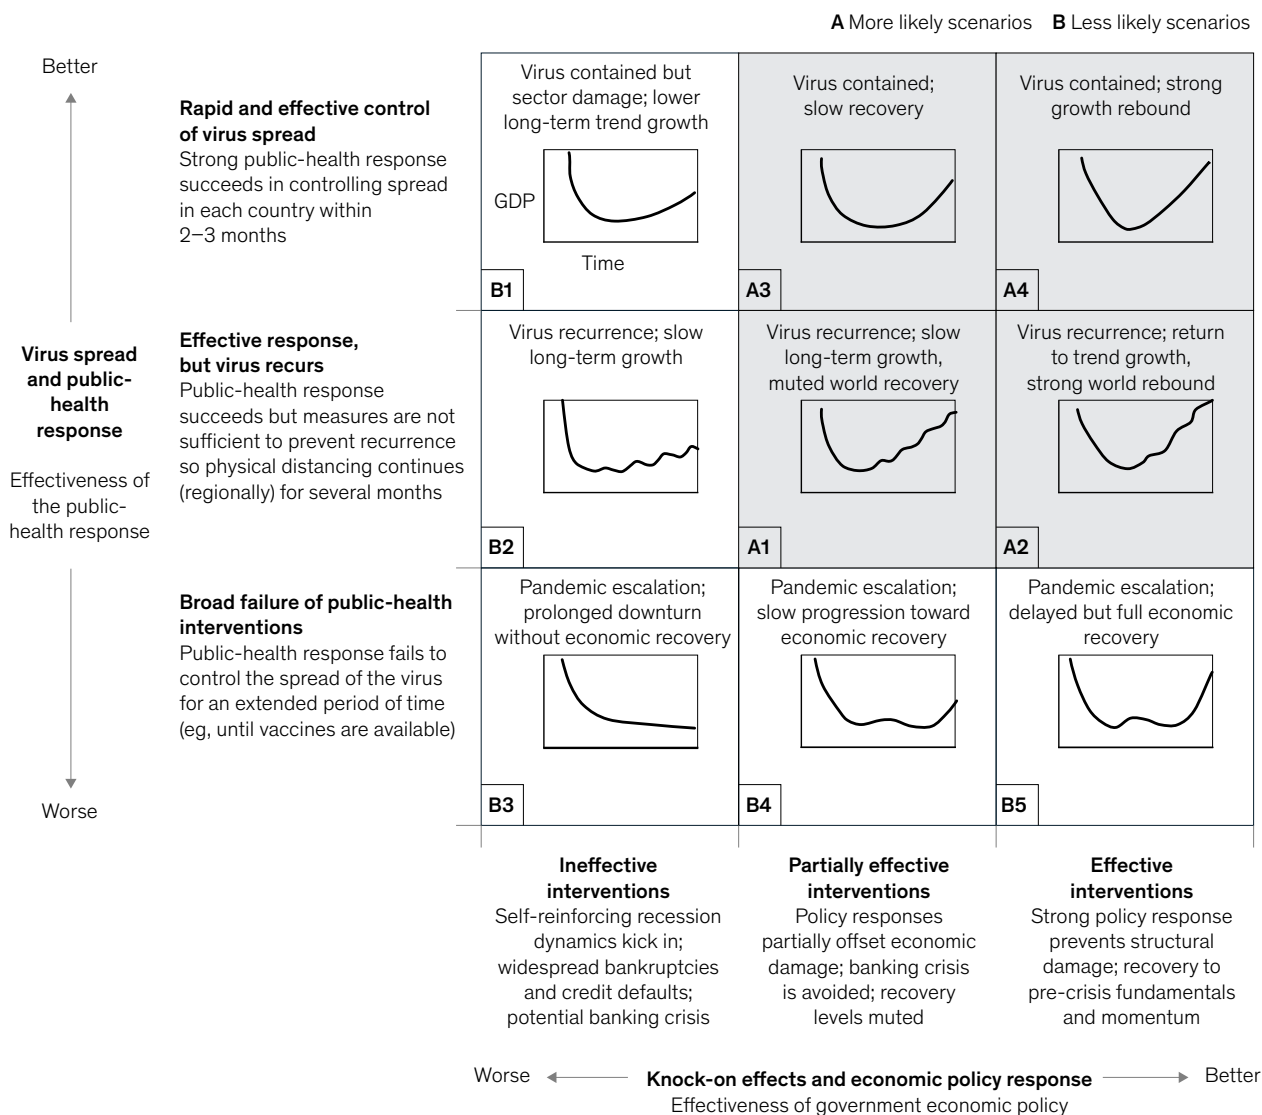 A More likely scenarios B Less likely scenarios
Better
Rapid and effective control
of virus spread
Strong public-health response
succeeds in controlling spread
in each country within
2–3 months
Virus contained but
sector damage; lower
long-term trend growth
GDP
Time
B1
Virus contained;
slow recovery
A3
Virus contained; strong
growth rebound
A4
Virus spread
and public-
health
response
Effectiveness of
the public-
health response
Effective response,
but virus recurs
Public-health response
succeeds but measures are not
sufficient to prevent recurrence
so physical distancing continues
(regionally) for several months
Virus recurrence; slow
long-term growth
B2
Virus recurrence; slow
long-term growth,
muted world recovery
A1
Virus recurrence; return
to trend growth,
strong world rebound
A2
Broad failure of public-health
interventions
Public-health response fails to
control the spread of the virus
for an extended period of time
(eg, until vaccines are available)
Pandemic escalation;
prolonged downturn
without economic recovery
B3
Pandemic escalation;
slow progression toward
economic recovery
B4
Pandemic escalation;
delayed but full economic
recovery
B5
Worse
Ineffective
interventions
Self-reinforcing recession
dynamics kick in;
widespread bankruptcies
and credit defaults;
potential banking crisis
Partially effective
interventions
Policy responses
partially offset economic
damage; banking crisis
is avoided; recovery
levels muted
Effective
interventions
Strong policy response
prevents structural
damage; recovery to
pre-crisis fundamentals
and momentum
Worse
Knock-on effects and economic policy response
Better
Effectiveness of government economic policy